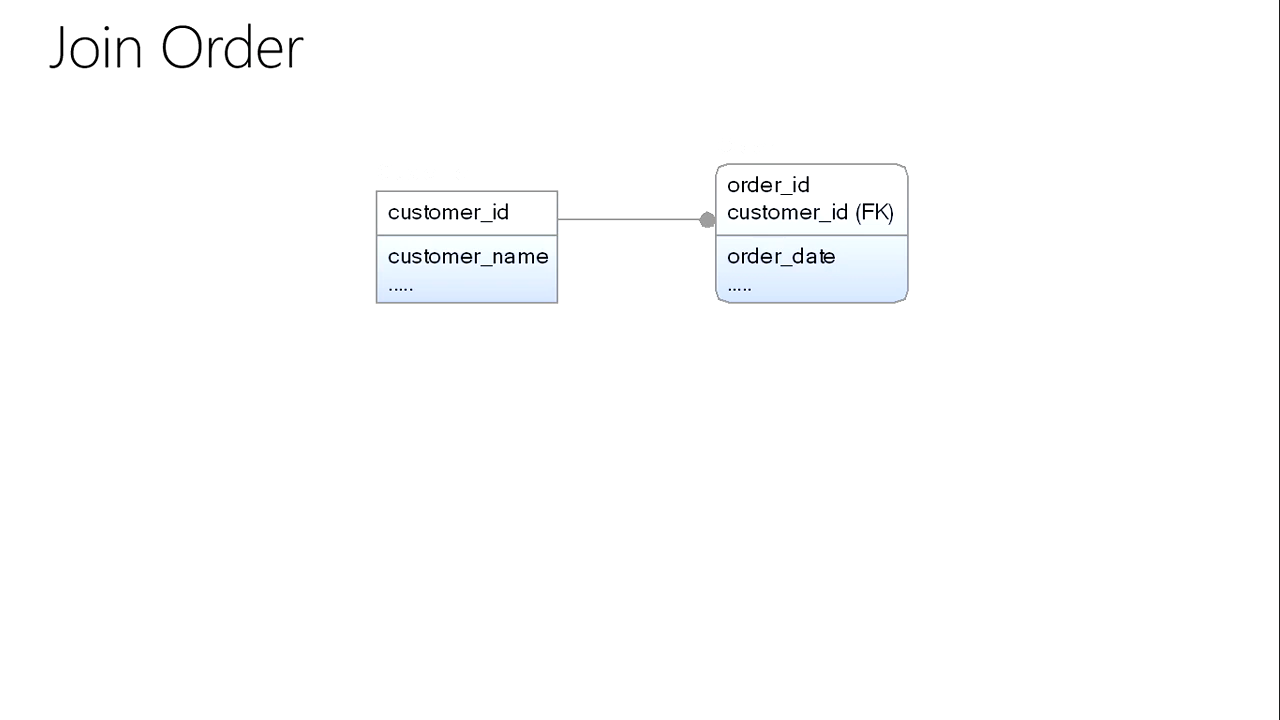 Join Order
customer_id
customer_name
.....
order_id
customer_id (FK)
order_date
.....